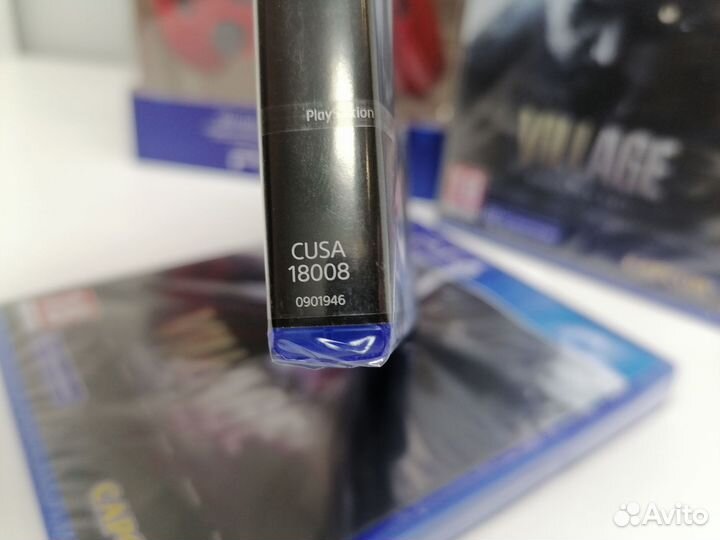 PlayStation
VILLAGE
CUSA
18008
0901946
Avito